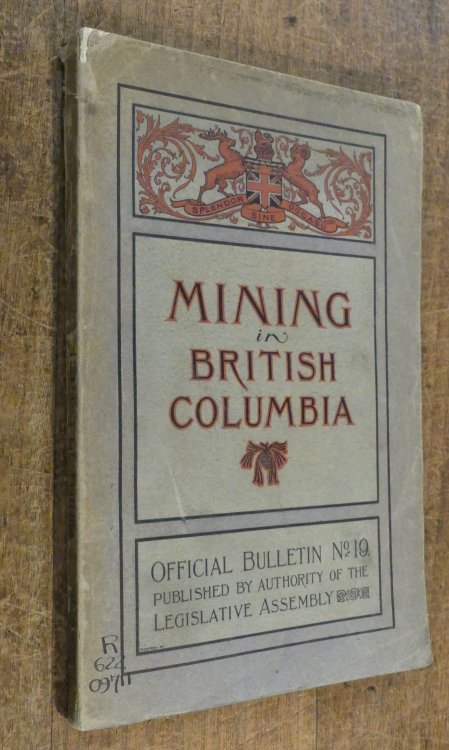 SPLENDOR SINE OCCASU
MINING
in
BRITISH
COLUMBIA
OFFICIAL BULLETIN No. 19.
PUBLISHED BY AUTHORITY OF THE
LEGISLATIVE ASSEMBLY
R
622
0971